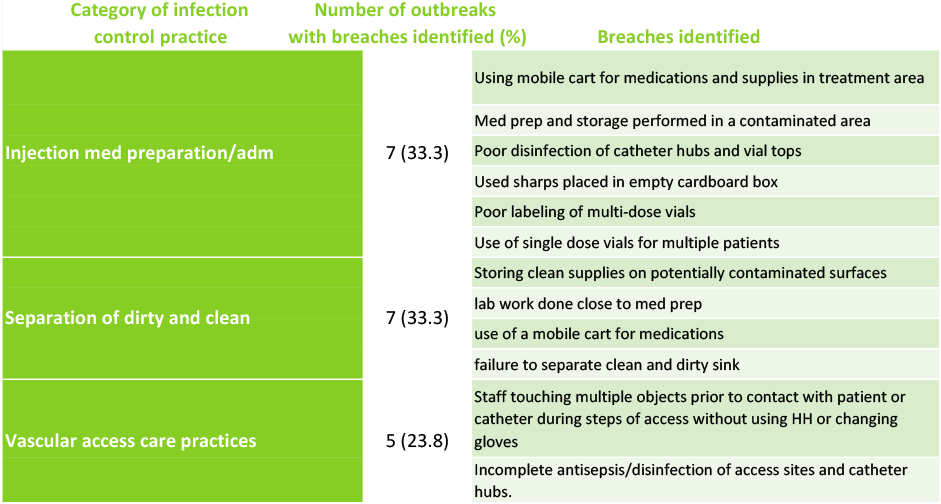 Category of infection
control practice
Number of outbreaks
with breaches identified (%)
Breaches identified
Injection med preparation/adm
7 (33.3)
Using mobile cart for medications and supplies in treatment area
Med prep and storage performed in a contaminated area
Poor disinfection of catheter hubs and vial tops
Used sharps placed in empty cardboard box
Poor labeling of multi-dose vials
Use of single dose vials for multiple patients
Separation of dirty and clean
7 (33.3)
Storing clean supplies on potentially contaminated surfaces
lab work done close to med prep
use of a mobile cart for medications
failure to separate clean and dirty sink
Vascular access care practices
5 (23.8)
Staff touching multiple objects prior to contact with patient or
catheter during steps of access without using HH or changing
gloves
Incomplete antisepsis/disinfection of access sites and catheter
hubs.